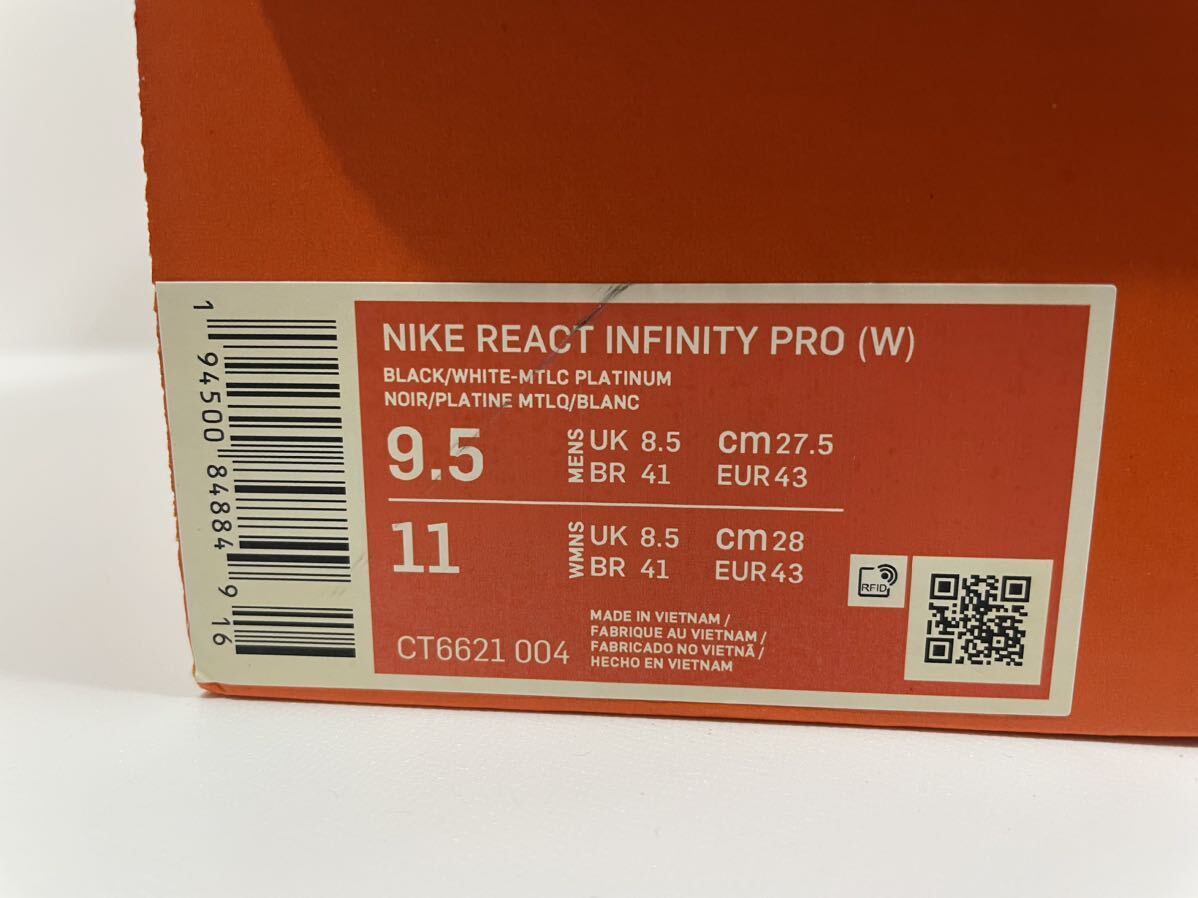 1 94500 84884 9 16
NIKE REACT INFINITY PRO (W)
BLACK/WHITE-MTLC PLATINUM
NOIR/PLATINE MTLQ/BLANC
9.5 MENS UK 8.5 cm 27.5
BR 41 EUR 43
11 WMNS UK 8.5 cm 28
BR 41 EUR 43
CT6621 004
MADE IN VIETNAM /
FABRIQUE AU VIETNAM /
FABRICADO NO VIETNÃ /
HECHO EN VIETNAM
RFID